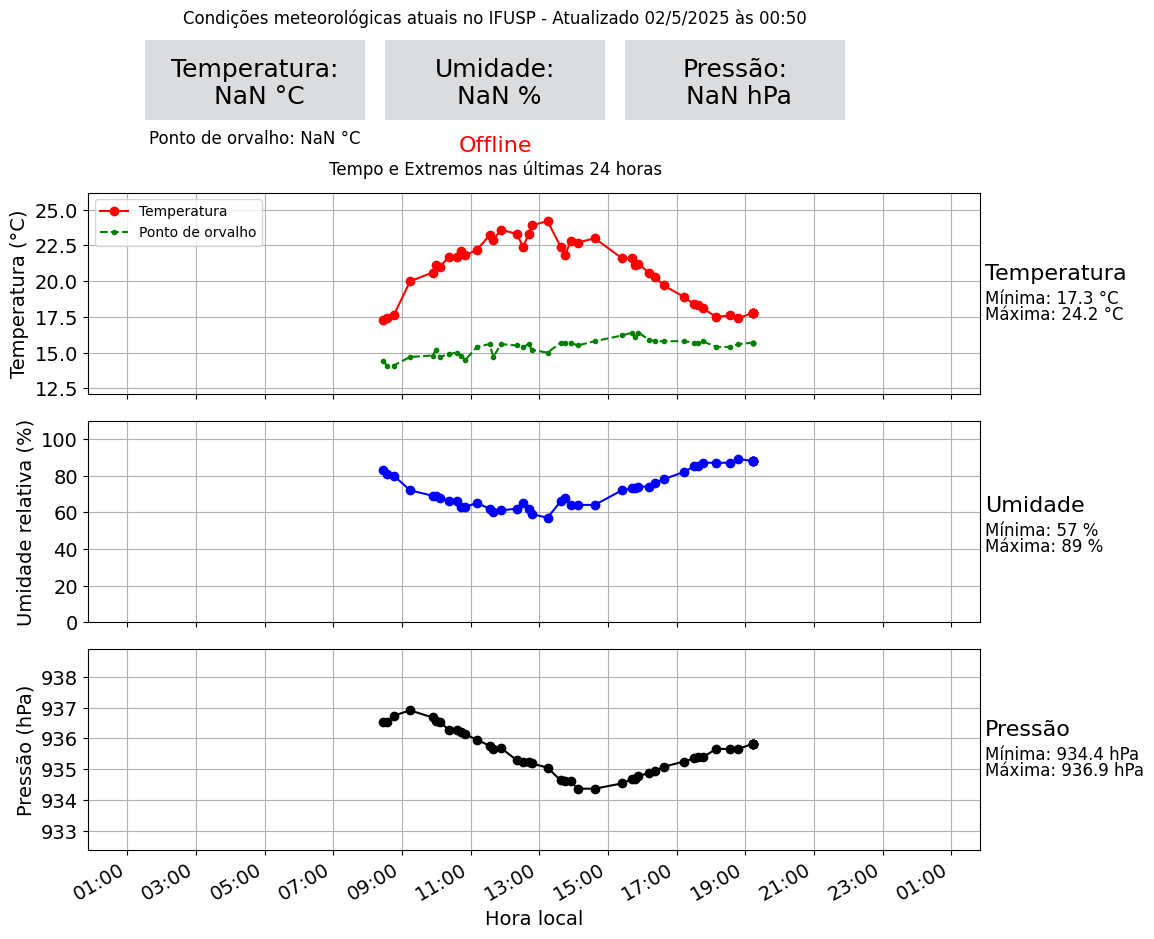 Condições meteorológicas atuais no IFUSP - Atualizado 02/5/2025 às 00:50
Temperatura:
NaN °C
Umidade:
NaN %
Pressão:
NaN hPa
Ponto de orvalho: NaN °C
Offline
Tempo e Extremos nas últimas 24 horas
Temperatura (°C)
25.0
22.5
20.0
17.5
15.0
12.5
Temperatura
Ponto de orvalho
Temperatura
Mínima: 17.3 °C
Máxima: 24.2 °C
Umidade relativa (%)
100
80
60
40
20
0
Umidade
Mínima: 57 %
Máxima: 89 %
Pressão (hPa)
938
937
936
935
934
933
Pressão
Mínima: 934.4 hPa
Máxima: 936.9 hPa
01:00 03:00 05:00 07:00 09:00 11:00 13:00 15:00 17:00 19:00 21:00 23:00 01:00
Hora local